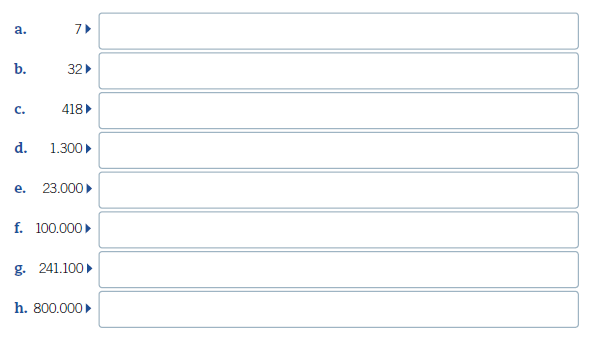 a. 7
b. 32
c. 418
d. 1.300
e. 23.000
f. 100.000
g. 241.100
h. 800.000